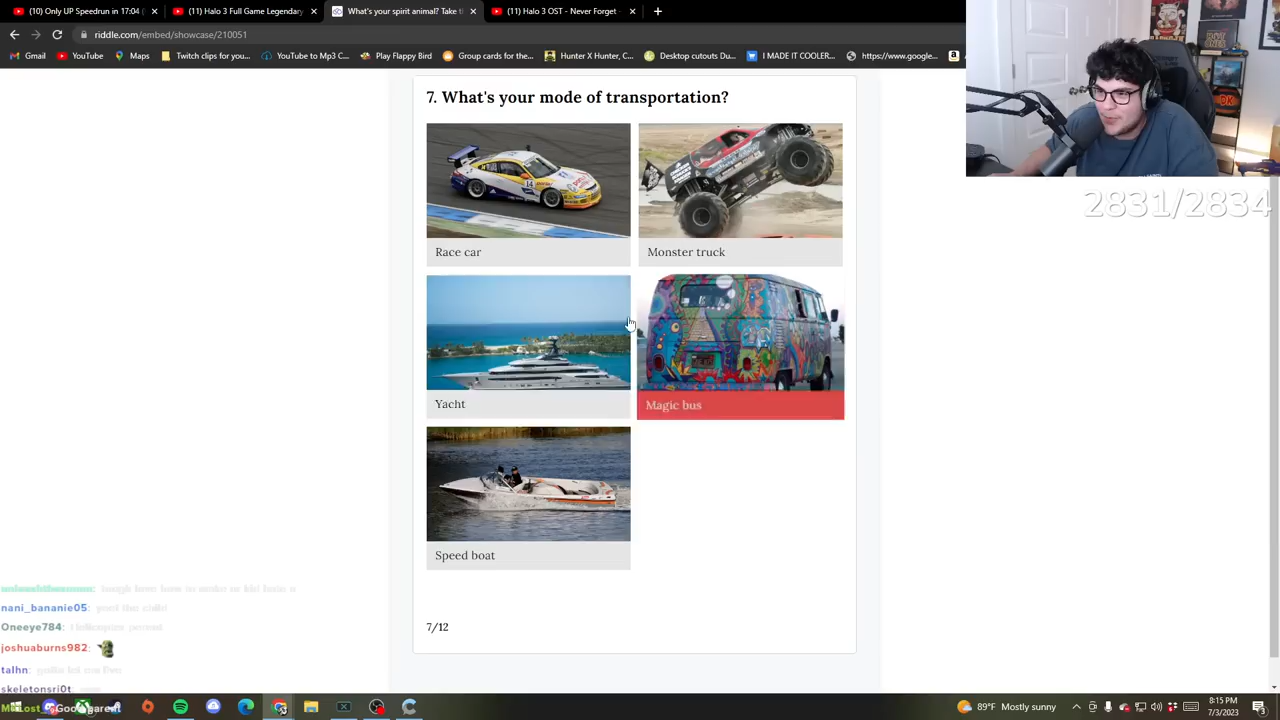 (10) Only UP Speedrun in 17:04 (
(11) Halo 3 Full Game Legendary
What's your spirit animal? Take t
(11) Halo 3 OST - Never Forget -
riddle.com/embed/showcase/210051
Gmail
YouTube
Maps
Twitch clips for you...
YouTube to Mp3 C...
Play Flappy Bird
Group cards for the...
Hunter X Hunter, C...
Desktop cutouts Du...
I MADE IT COOLER...
https://www.google...
7. What's your mode of transportation?
2831/2834
Race car
Monster truck
Yacht
Magic bus
Speed boat
7/12
nani_bananie05:
Oneeye784:
joshuaburns982:
talhn:
skeletonsri0t:
89°F Mostly sunny
8:15 PM
7/3/2023